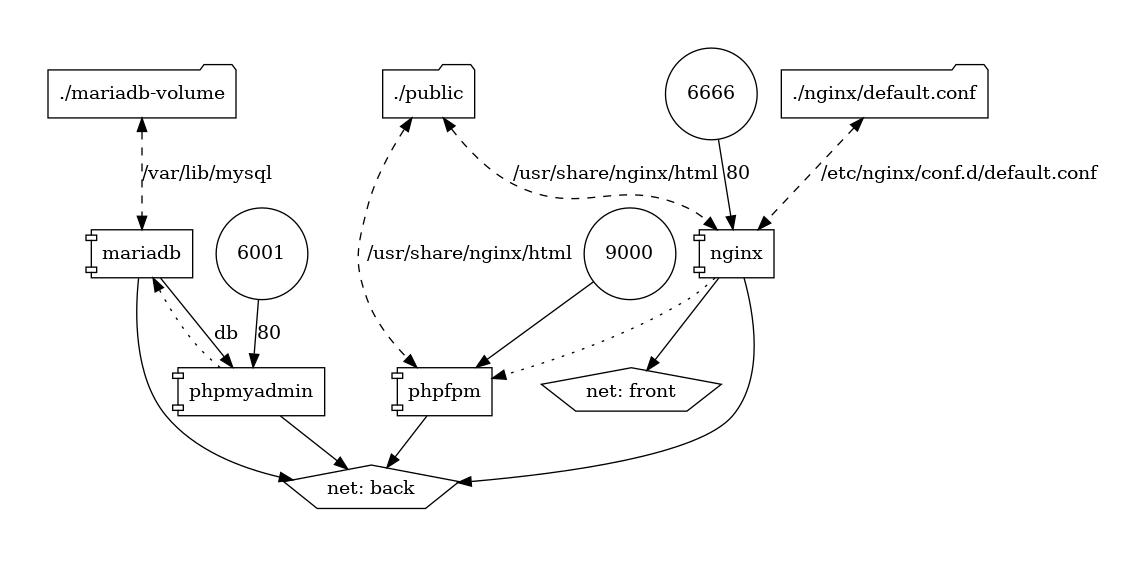 ./mariadb-volume
./public
6666
./nginx/default.conf
/var/lib/mysql
/usr/share/nginx/html
80
/etc/nginx/conf.d/default.conf
mariadb
6001
/usr/share/nginx/html
9000
nginx
db
80
phpmyadmin
phpfpm
net: front
net: back